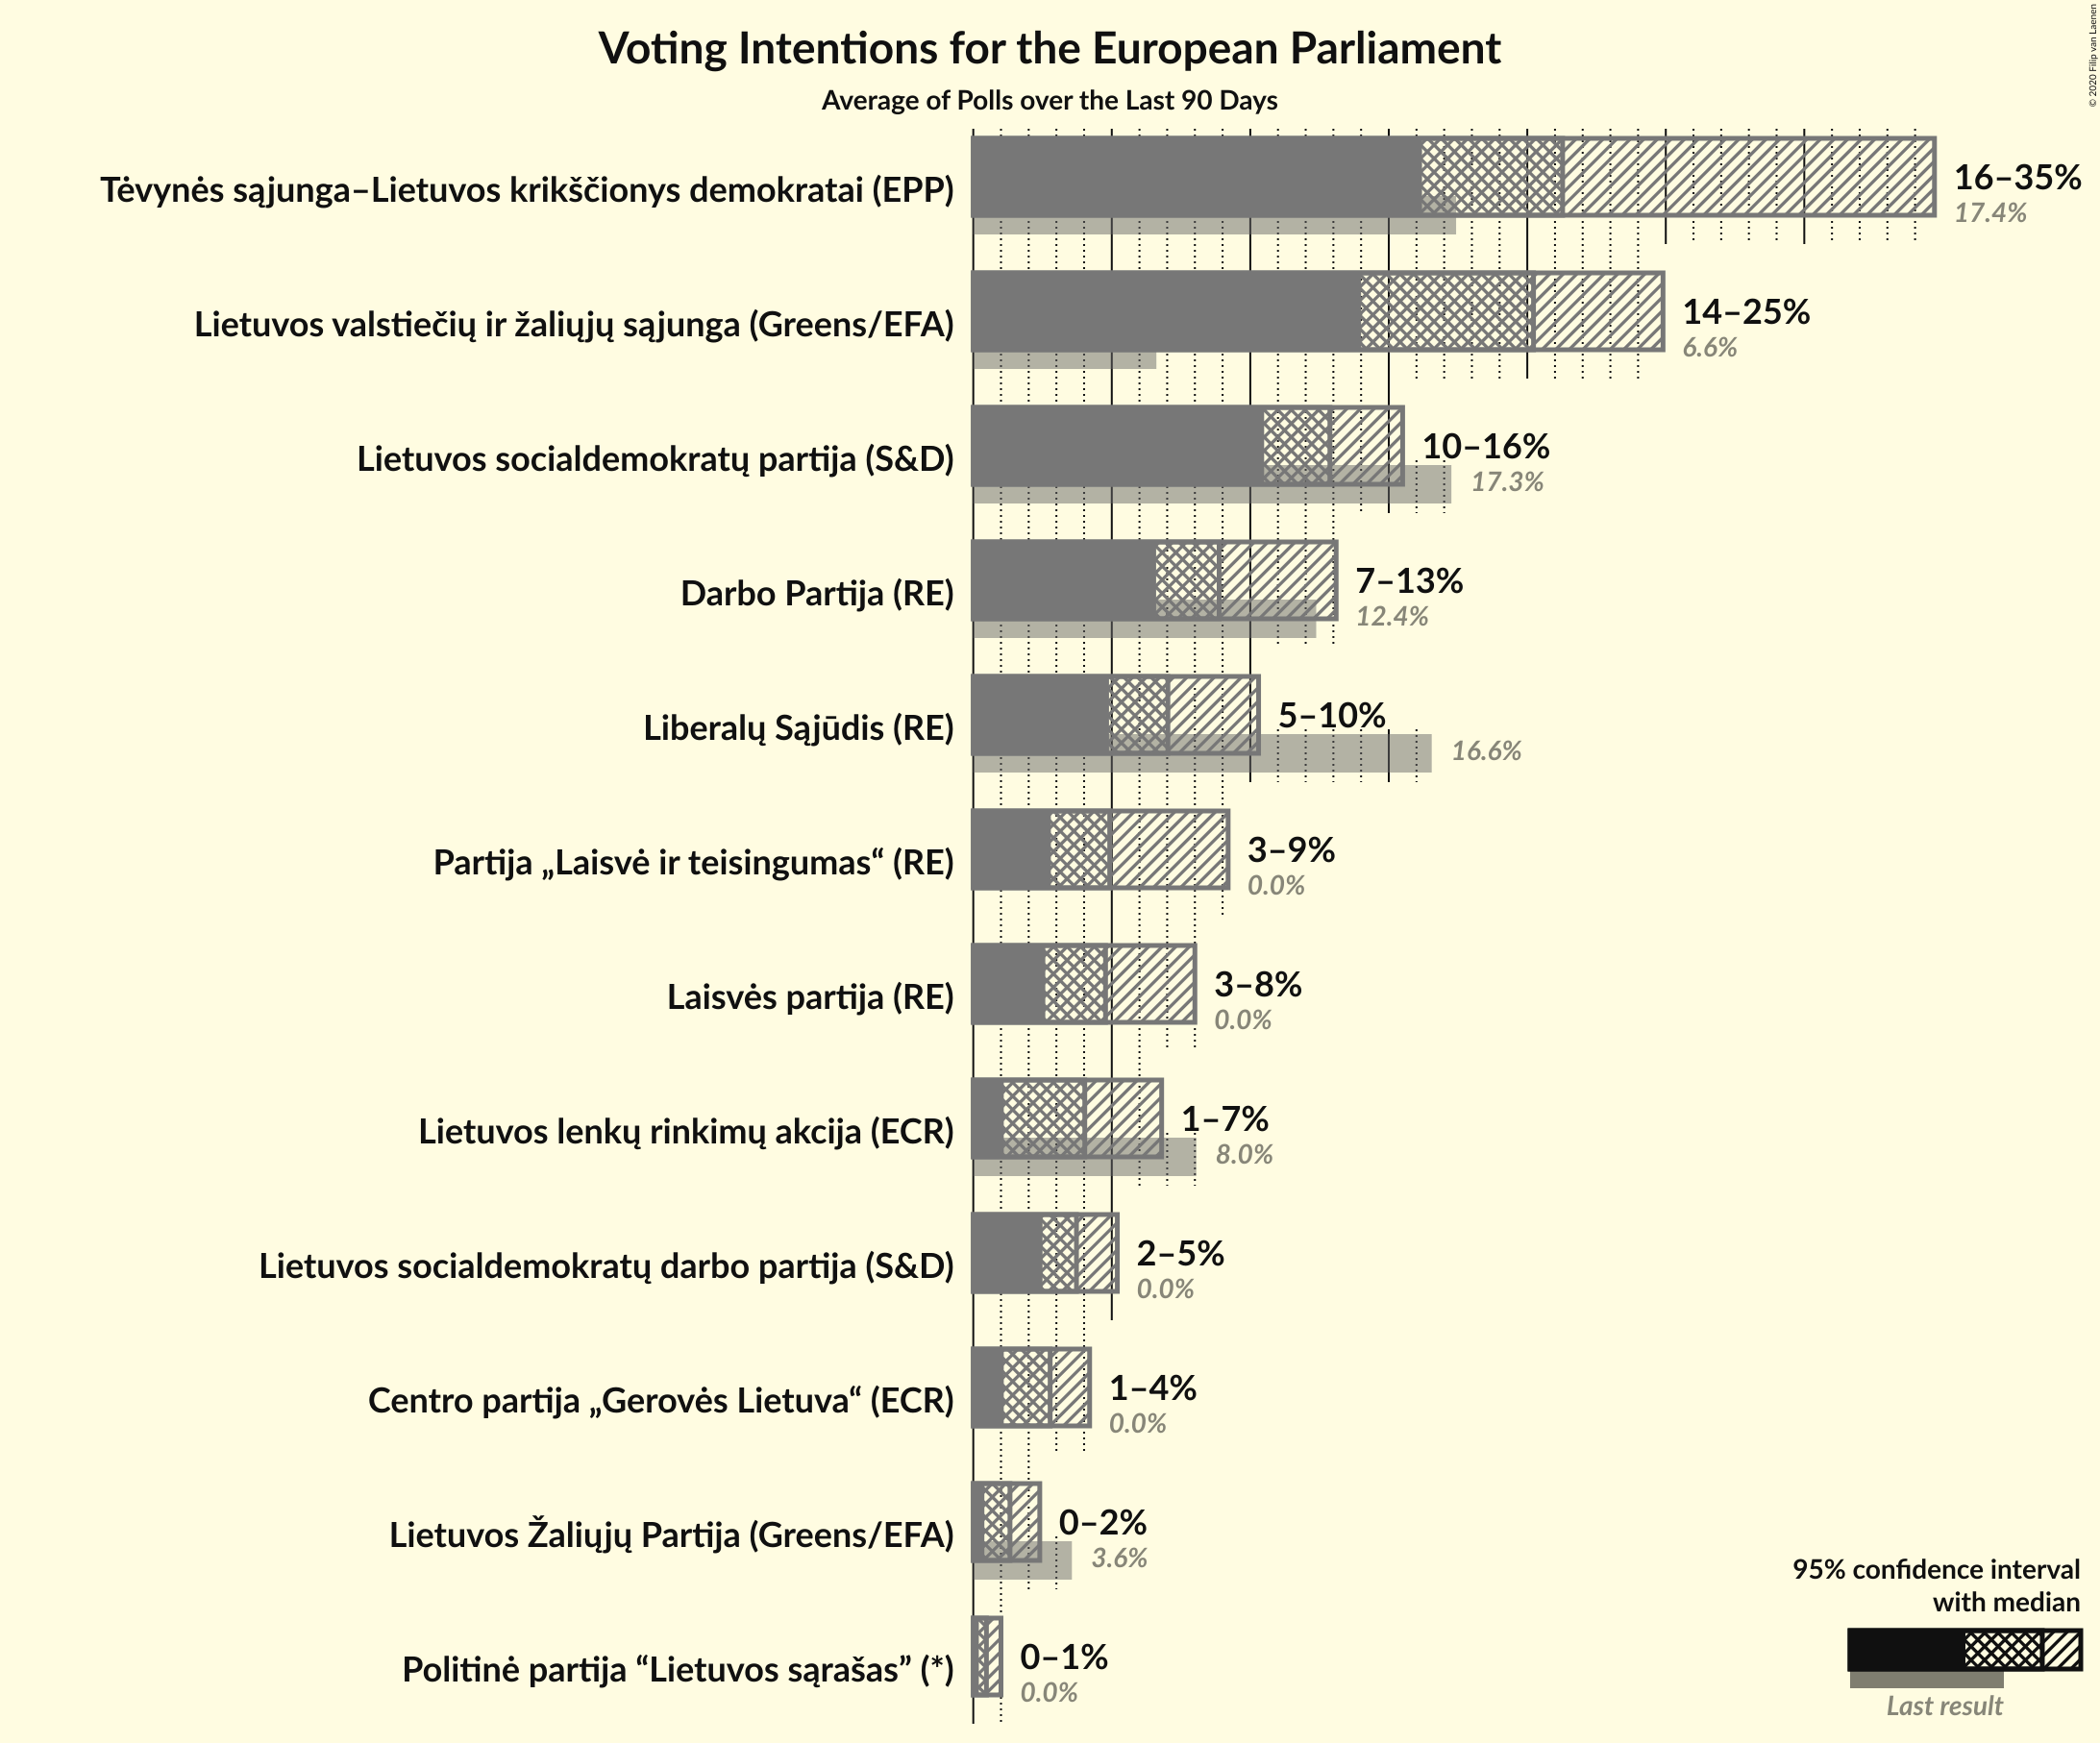 © 2020 Filip van Laenen
Voting Intentions for the European Parliament
Average of Polls over the Last 90 Days
Tėvynės sąjunga–Lietuvos krikščionys demokratai (EPP)
16–35%
17.4%
Lietuvos valstiečių ir žaliųjų sąjunga (Greens/EFA)
14–25%
6.6%
Lietuvos socialdemokratų partija (S&D)
10–16%
17.3%
Darbo Partija (RE)
7–13%
12.4%
Liberalų Sąjūdis (RE)
5–10%
16.6%
Partija „Laisvė ir teisingumas“ (RE)
3–9%
0.0%
Laisvės partija (RE)
3–8%
0.0%
Lietuvos lenkų rinkimų akcija (ECR)
1–7%
8.0%
Lietuvos socialdemokratų darbo partija (S&D)
2–5%
0.0%
Centro partija „Gerovės Lietuva“ (ECR)
1–4%
0.0%
Lietuvos Žaliųjų Partija (Greens/EFA)
0–2%
3.6%
Politinė partija “Lietuvos sąrašas” (*)
0–1%
0.0%
95% confidence interval
with median
Last result